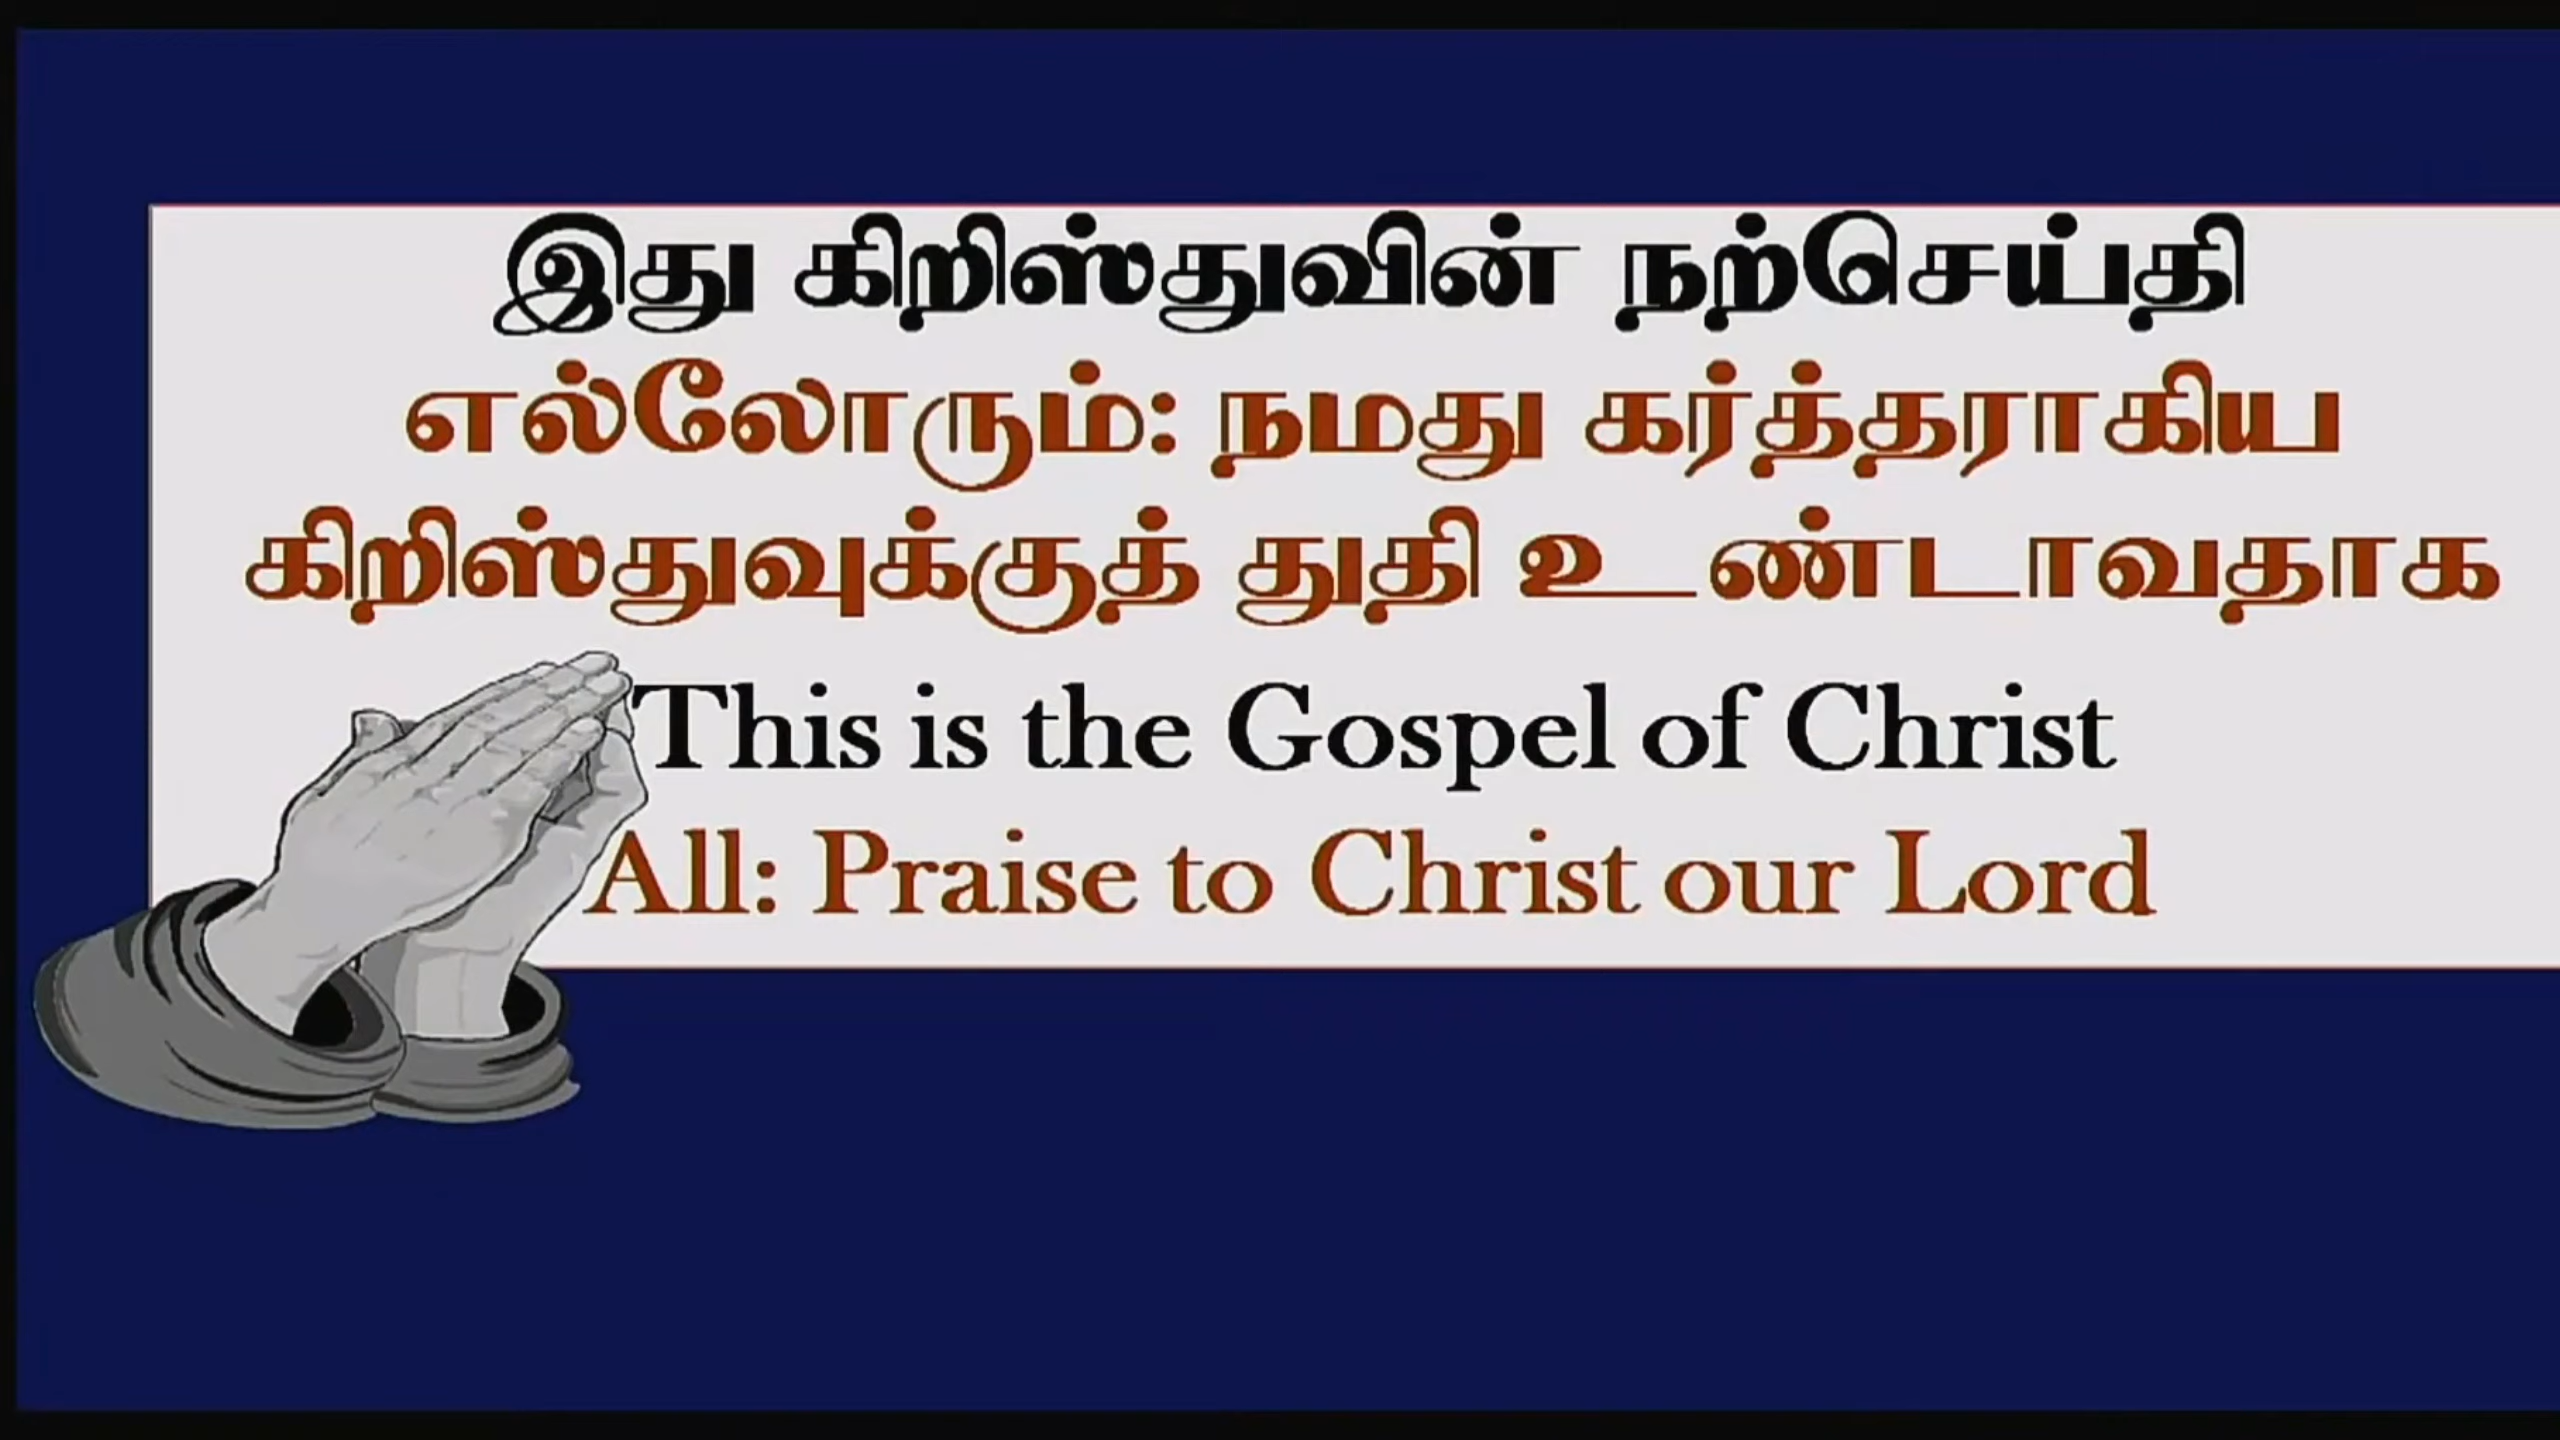 இது கிறிஸ்துவின் நற்செய்தி
எல்லோரும்: நமது கர்த்தராகிய
கிறிஸ்துவுக்குத் துதி உண்டாவதாக
This is the Gospel of Christ
All: Praise to Christ our Lord